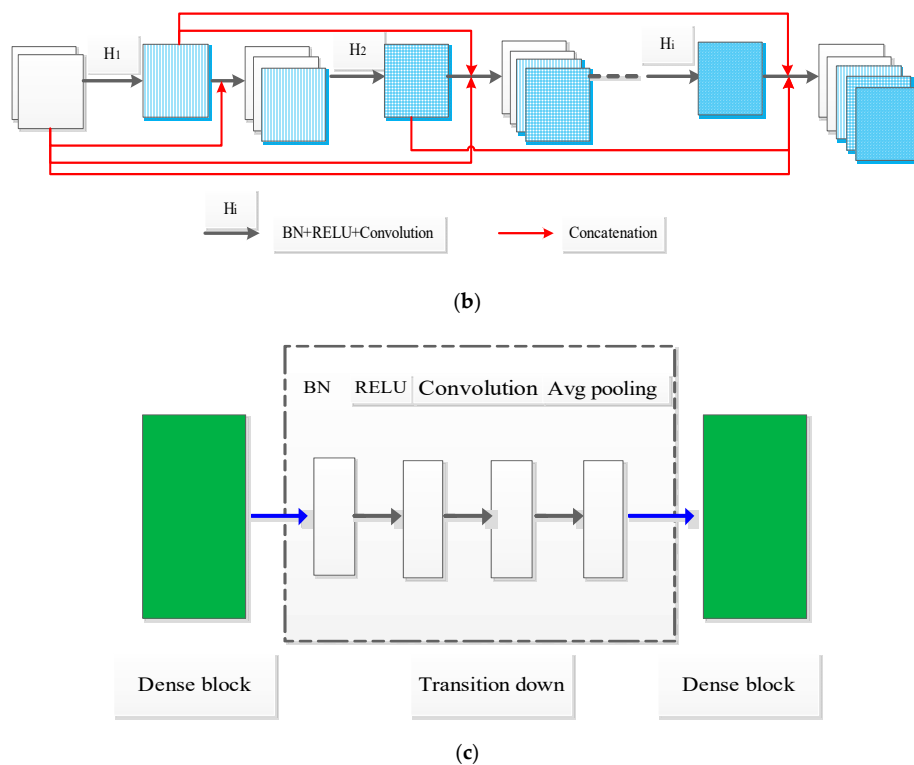 H1
H2
Hi
Hi
BN+RELU+Convolution
Concatenation
(b)
BN RELU Convolution Avg pooling
Dense block
Transition down
Dense block
(c)